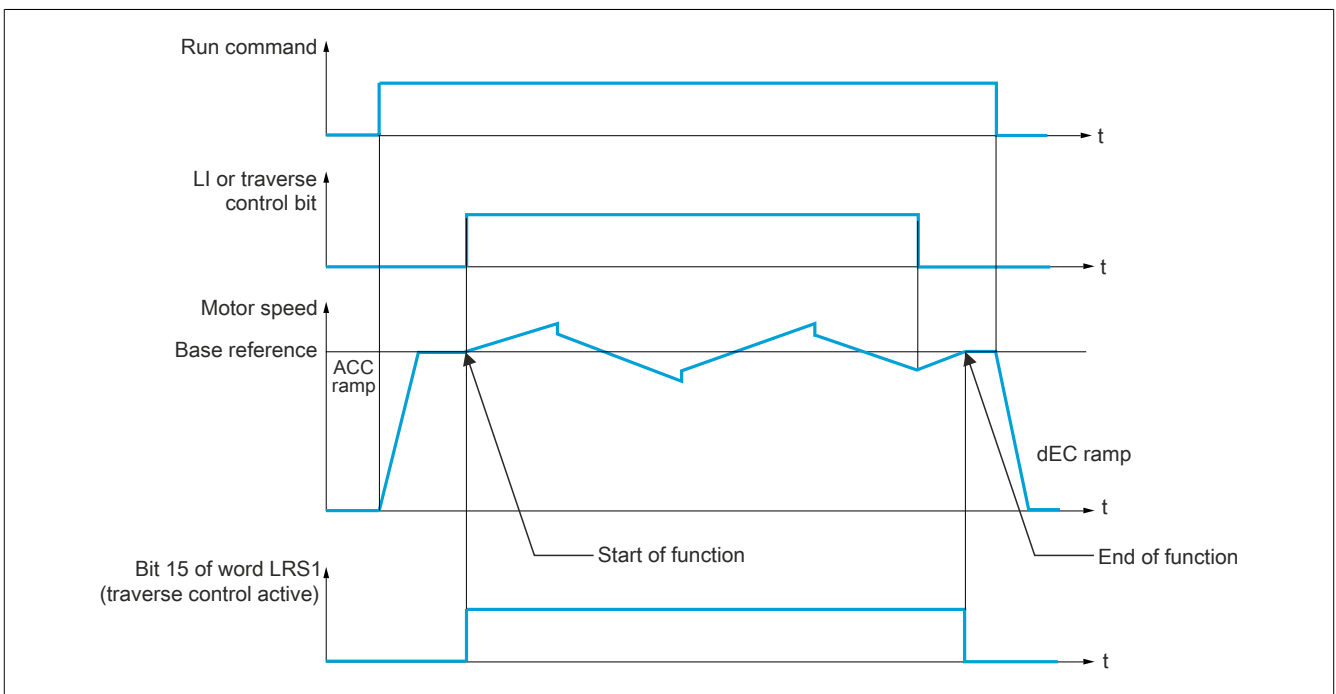 Run command
t
LI or traverse
control bit
t
Motor speed
Base reference
ACC
ramp
dEC ramp
t
Start of function
End of function
Bit 15 of word LRS1
(traverse control active)
t